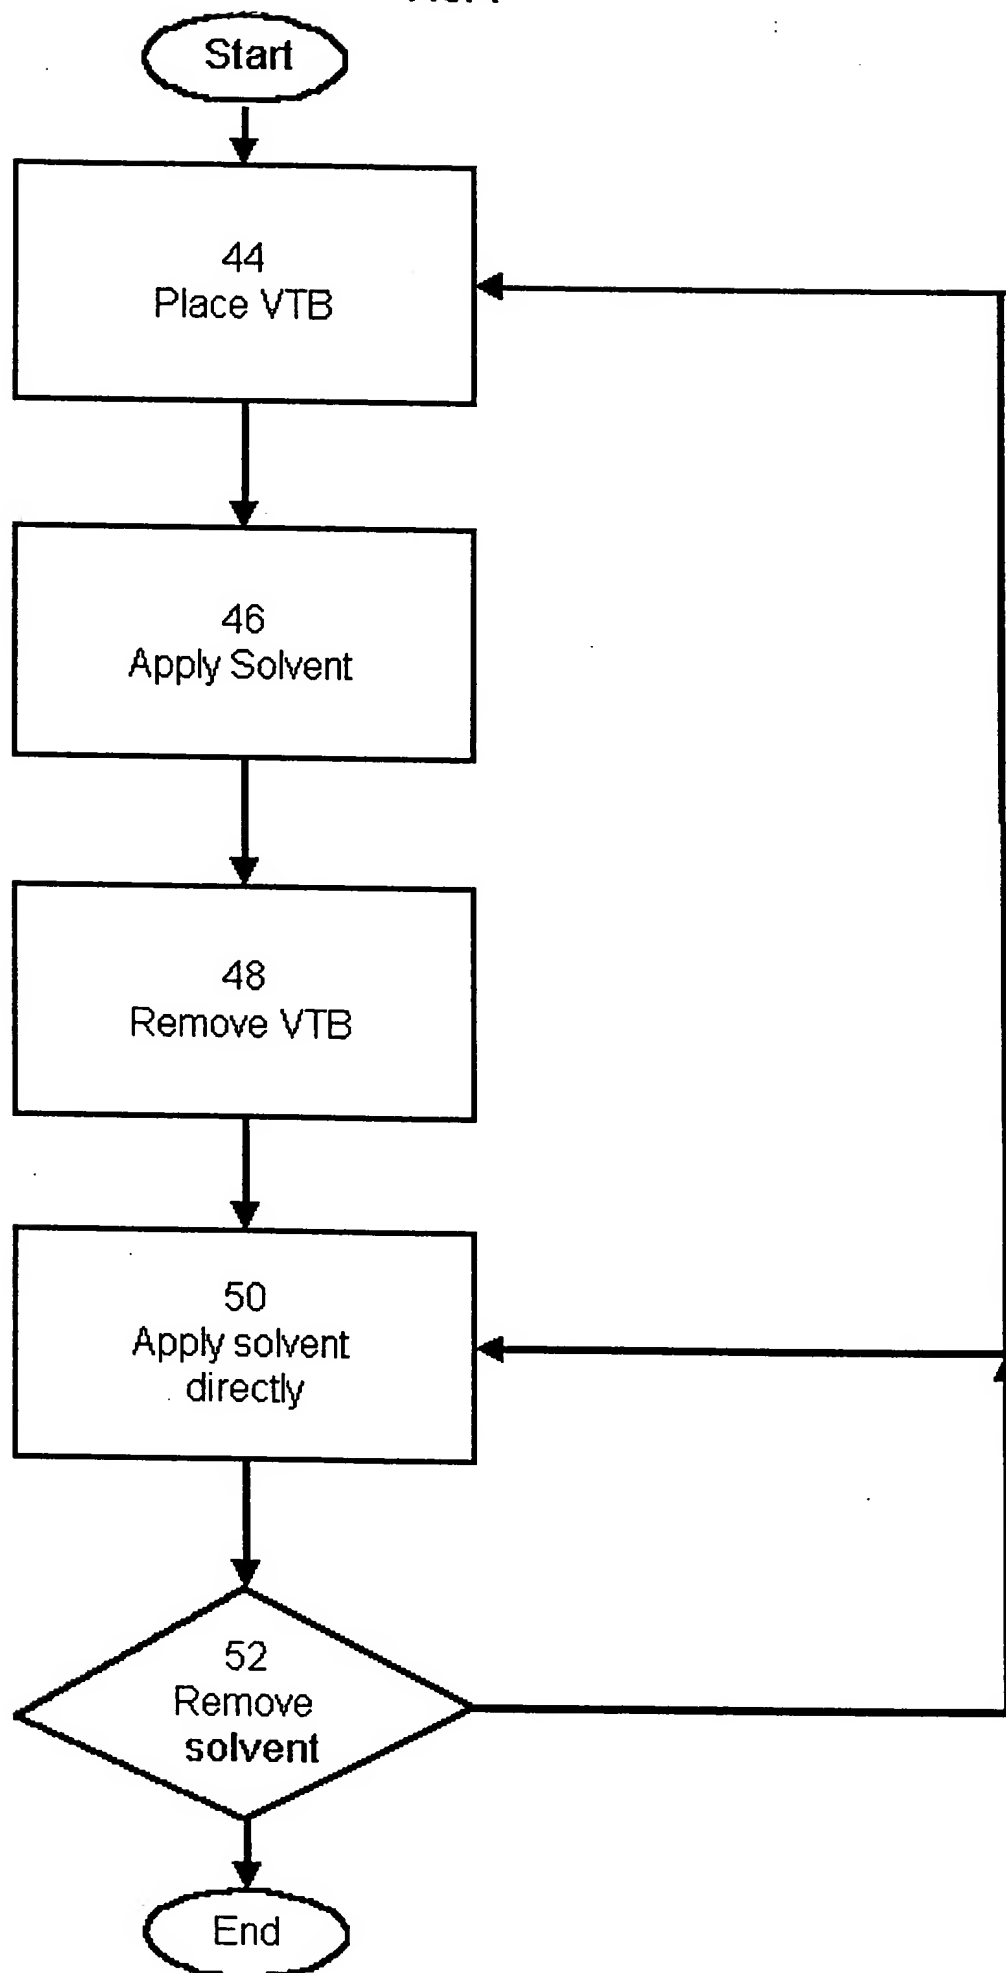 Start
44
Place VTB
46
Apply Solvent
48
Remove VTB
50
Apply solvent
directly
52
Remove
solvent
End